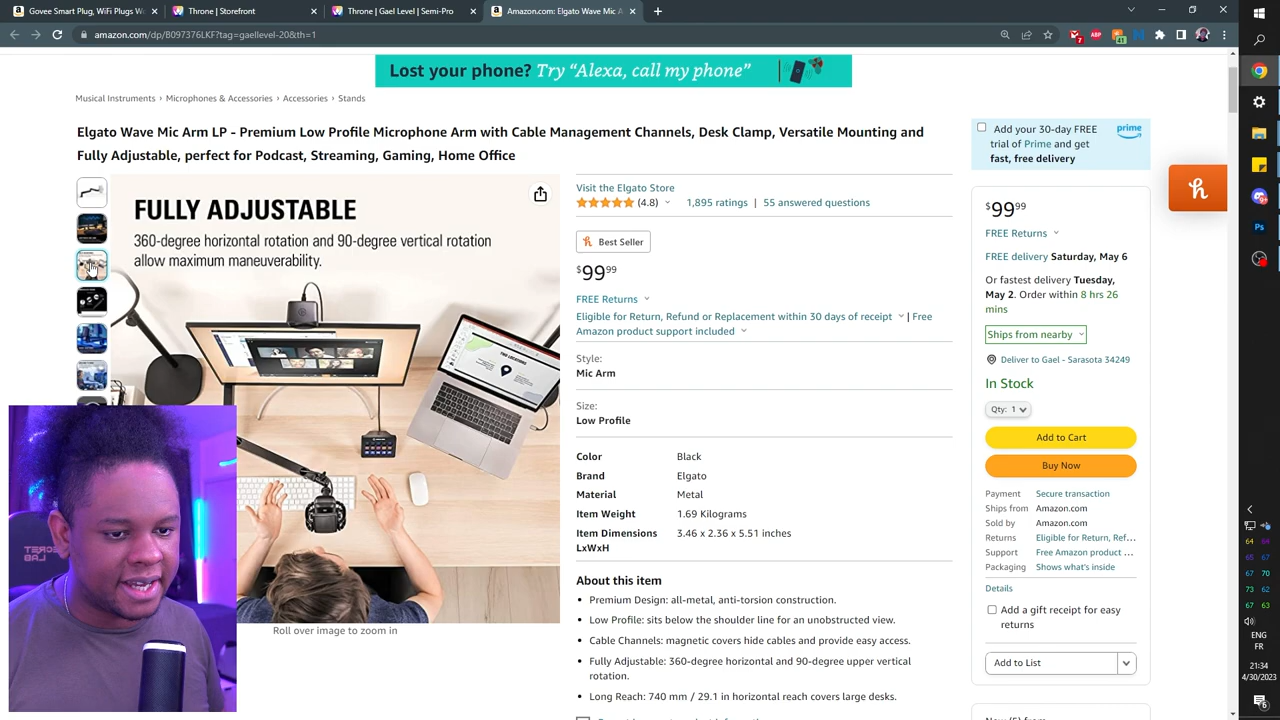 Govee Smart Plug, WiFi Plugs W
Throne | Storefront
Throne | Gael Level | Semi-Pro
Amazon.com: Elgato Wave Mic A
amazon.com/dp/B097376LKF?tag=gaellevel-20&th=1
Lost your phone? Try “Alexa, call my phone”
Musical Instruments › Microphones & Accessories › Accessories › Stands
Elgato Wave Mic Arm LP - Premium Low Profile Microphone Arm with Cable Management Channels, Desk Clamp, Versatile Mounting and
Fully Adjustable, perfect for Podcast, Streaming, Gaming, Home Office
FULLY ADJUSTABLE
360-degree horizontal rotation and 90-degree vertical rotation
allow maximum maneuverability.
Roll over image to zoom in
Visit the Elgato Store
(4.8) 1,895 ratings | 55 answered questions
Best Seller
$99.99
FREE Returns
Eligible for Return, Refund or Replacement within 30 days of receipt | Free
Amazon product support included
Style:
Mic Arm
Size:
Low Profile
Color Black
Brand Elgato
Material Metal
Item Weight 1.69 Kilograms
Item Dimensions 3.46 x 2.36 x 5.51 inches
LxWxH
About this item
• Premium Design: all-metal, anti-torsion construction.
• Low Profile: sits below the shoulder line for an unobstructed view.
• Cable Channels: magnetic covers hide cables and provide easy access.
• Fully Adjustable: 360-degree horizontal and 90-degree upper vertical
rotation.
• Long Reach: 740 mm / 29.1 in horizontal reach covers large desks.
Add your 30-day FREE
trial of Prime and get
fast, free delivery
prime
$99.99
FREE Returns
FREE delivery Saturday, May 6
Or fastest delivery Tuesday,
May 2. Order within 8 hrs 26
mins
Ships from nearby
Deliver to Gael - Sarasota 34249
In Stock
Qty: 1
Add to Cart
Buy Now
Payment Secure transaction
Ships from Amazon.com
Sold by Amazon.com
Returns Eligible for Return, Ref...
Support Free Amazon product ...
Packaging Shows what's inside
Details
Add a gift receipt for easy
returns
Add to List
64 64
65 67
67 70
73 62
67 63
ENG
FR
21:34
4/30/2023